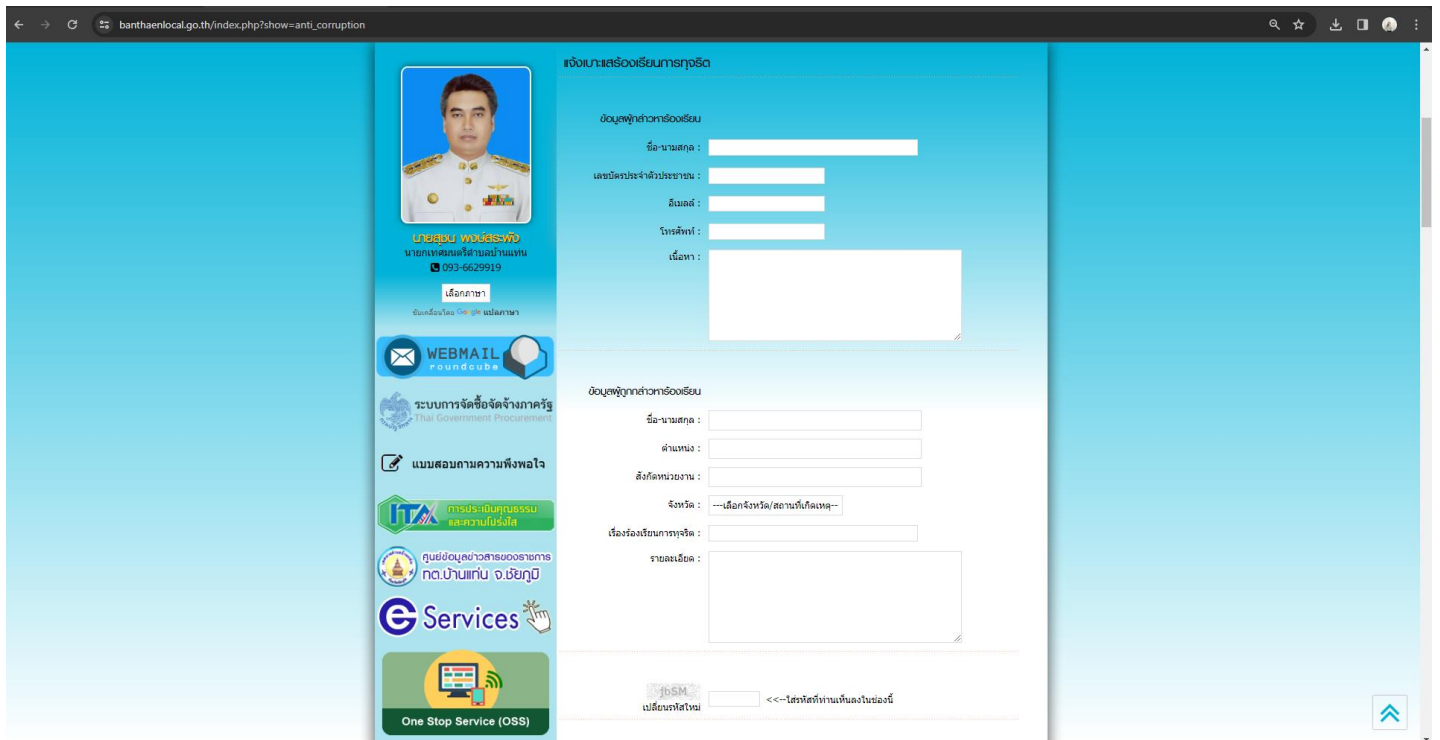 banthaenlocal.go.th/index.php?show=anti_corruption
นายสุชน พงษ์สระพัง
นายกเทศมนตรีตำบลบ้านแท่น
093-6629919
เลือกภาษา
ขับเคลื่อนโดย Google แปลภาษา
WEBMAIL
roundcube
ระบบการจัดซื้อจัดจ้างภาครัฐ
Thai Government Procurement
แบบสอบถามความพึงพอใจ
ITA การประเมินคุณธรรม
และความโปร่งใส
ศูนย์ข้อมูลข่าวสารของราชการ
ทต.บ้านแท่น จ.ชัยภูมิ
e Services
One Stop Service (OSS)
แจ้งเบาะแสร้องเรียนการทุจริต
ข้อมูลผู้กล่าวหาร้องเรียน
ชื่อ-นามสกุล :
เลขบัตรประจำตัวประชาชน :
อีเมลล์ :
โทรศัพท์ :
เนื้อหา :
ข้อมูลผู้ถูกกล่าวหาร้องเรียน
ชื่อ-นามสกุล :
ตำแหน่ง :
สังกัดหน่วยงาน :
จังหวัด : ---เลือกจังหวัด/สถานที่เกิดเหตุ--
เรื่องร้องเรียนการทุจริต :
รายละเอียด :
jbSM
เปลี่ยนรหัสใหม่ <<--ใส่รหัสที่ท่านเห็นลงในช่องนี้